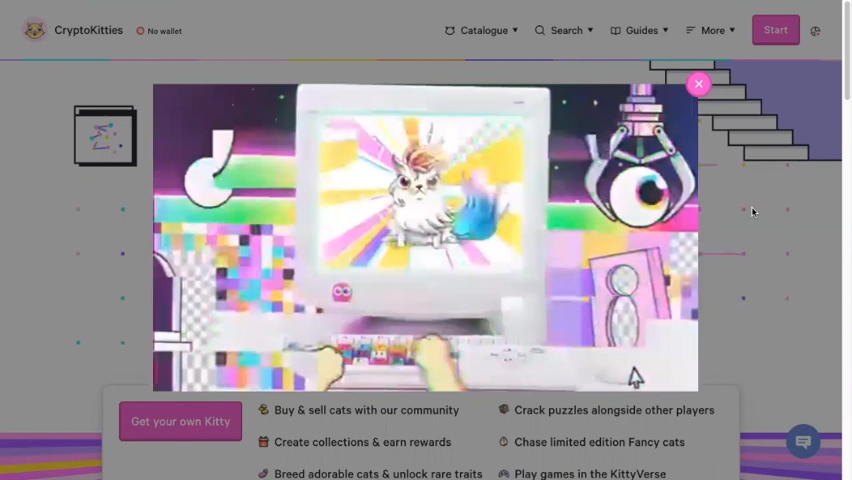 CryptoKitties
No wallet
Catalogue
Search
Guides
More
Start
Get your own Kitty
Buy & sell cats with our community
Crack puzzles alongside other players
Create collections & earn rewards
Chase limited edition Fancy cats
Breed adorable cats & unlock rare traits
Play games in the KittyVerse